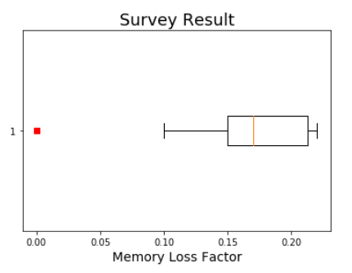 Survey Result
1
0.00 0.05 0.10 0.15 0.20
Memory Loss Factor